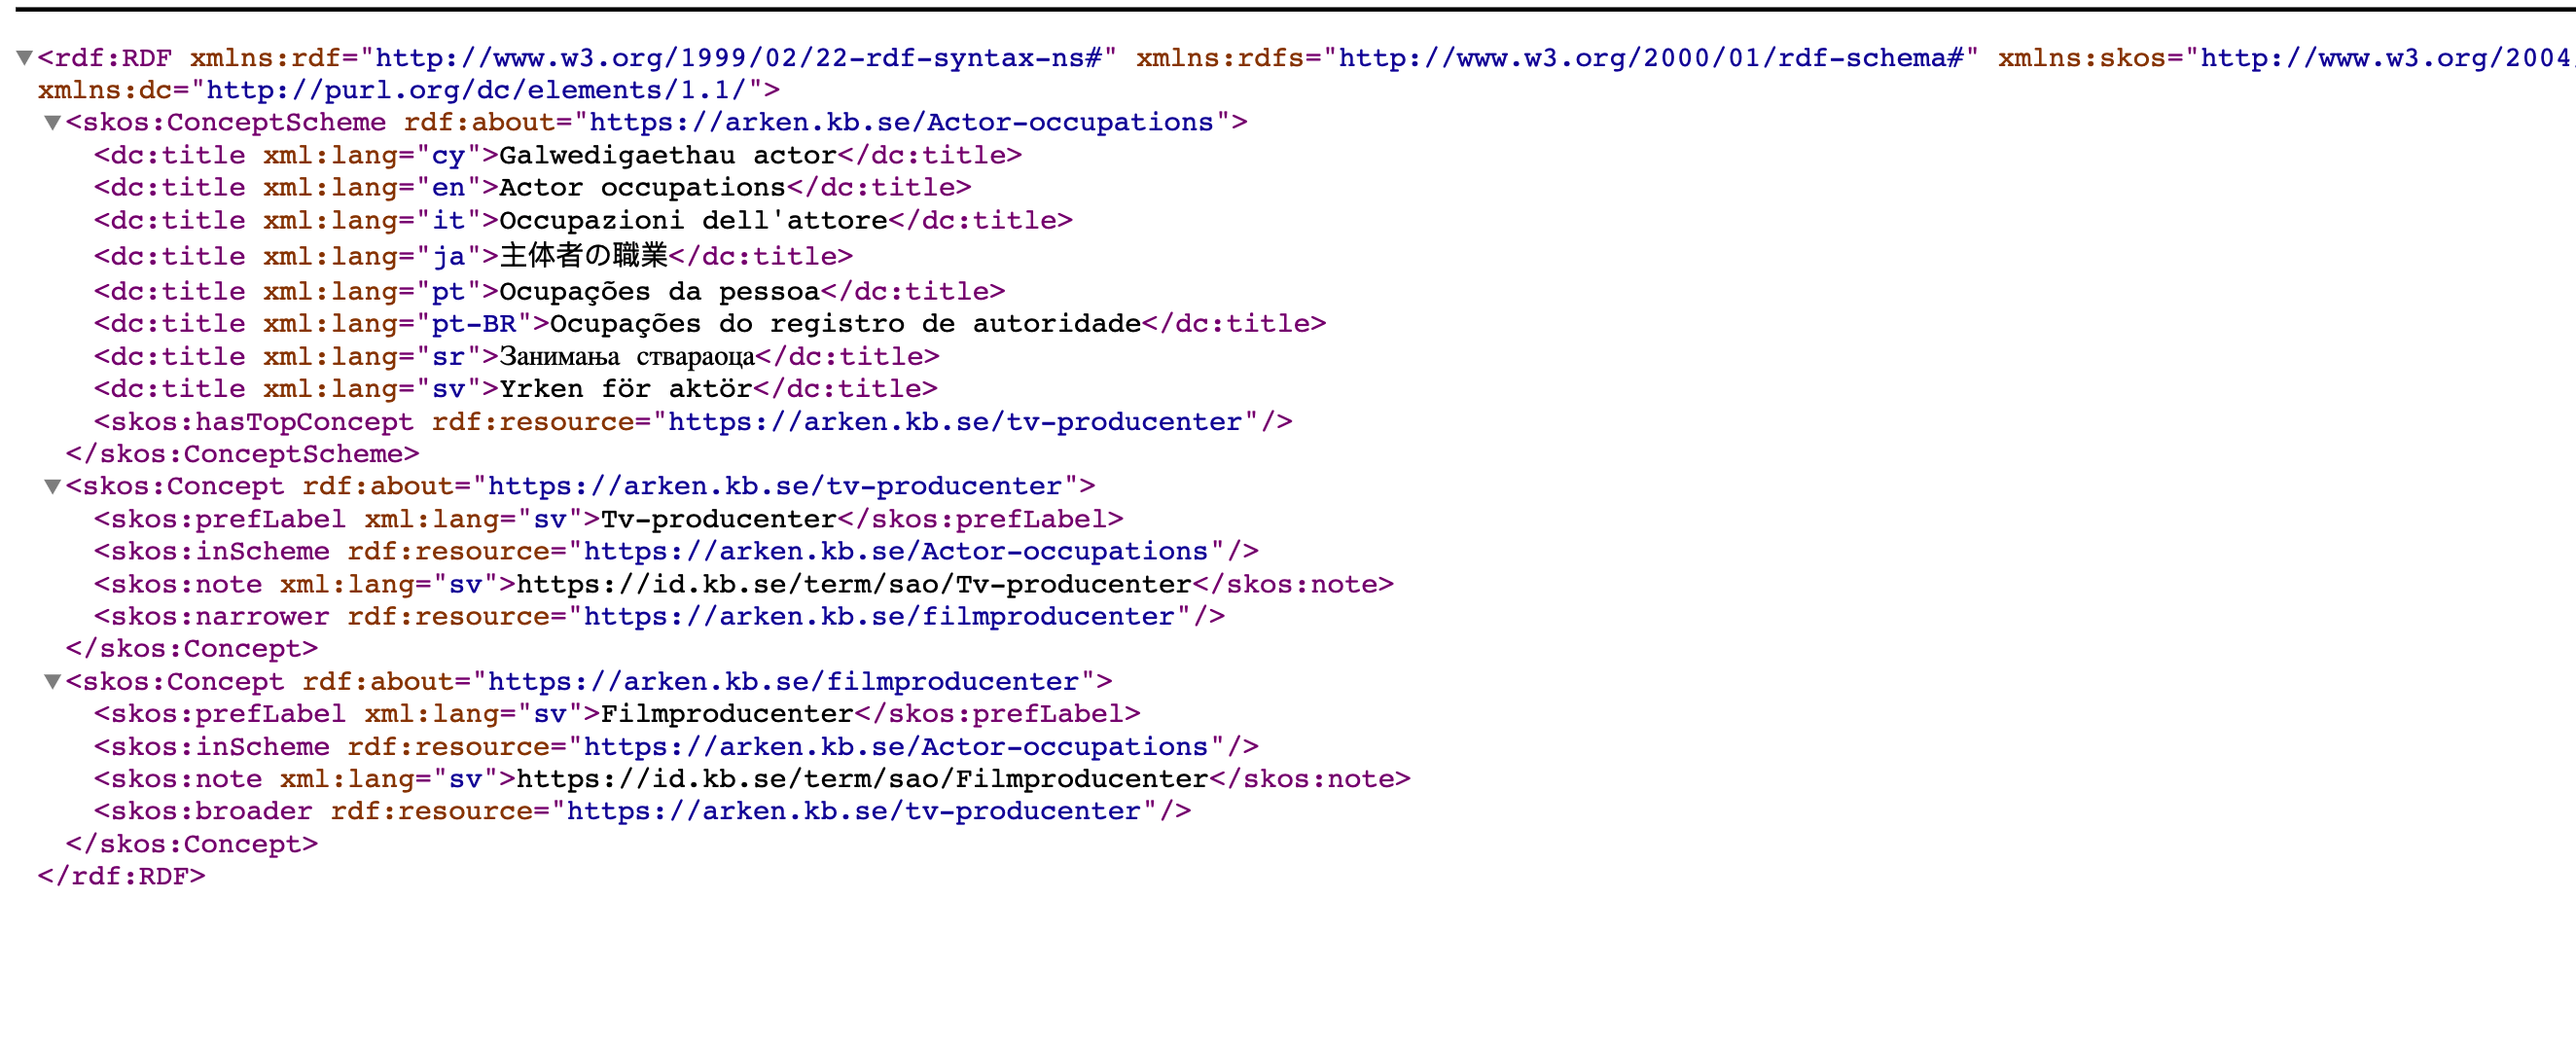 ▼<rdf:RDF xmlns:rdf="http://www.w3.org/1999/02/22-rdf-syntax-ns#" xmlns:rdfs="http://www.w3.org/2000/01/rdf-schema#" xmlns:skos="http://www.w3.org/2004
xmlns:dc="http://purl.org/dc/elements/1.1/">
▼<skos:ConceptScheme rdf:about="https://arken.kb.se/Actor-occupations">
<dc:title xml:lang="cy">Galwedigaethau actor</dc:title>
<dc:title xml:lang="en">Actor occupations</dc:title>
<dc:title xml:lang="it">Occupazioni dell'attore</dc:title>
<dc:title xml:lang="ja">主体者の職業</dc:title>
<dc:title xml:lang="pt">Ocupações da pessoa</dc:title>
<dc:title xml:lang="pt-BR">Ocupações do registro de autoridade</dc:title>
<dc:title xml:lang="sr">Занимања ствараоца</dc:title>
<dc:title xml:lang="sv">Yrken för aktör</dc:title>
<skos:hasTopConcept rdf:resource="https://arken.kb.se/tv-producenter"/>
</skos:ConceptScheme>
▼<skos:Concept rdf:about="https://arken.kb.se/tv-producenter">
<skos:prefLabel xml:lang="sv">Tv-producenter</skos:prefLabel>
<skos:inScheme rdf:resource="https://arken.kb.se/Actor-occupations"/>
<skos:note xml:lang="sv">https://id.kb.se/term/sao/Tv-producenter</skos:note>
<skos:narrower rdf:resource="https://arken.kb.se/filmproducenter"/>
</skos:Concept>
▼<skos:Concept rdf:about="https://arken.kb.se/filmproducenter">
<skos:prefLabel xml:lang="sv">Filmproducenter</skos:prefLabel>
<skos:inScheme rdf:resource="https://arken.kb.se/Actor-occupations"/>
<skos:note xml:lang="sv">https://id.kb.se/term/sao/Filmproducenter</skos:note>
<skos:broader rdf:resource="https://arken.kb.se/tv-producenter"/>
</skos:Concept>
</rdf:RDF>